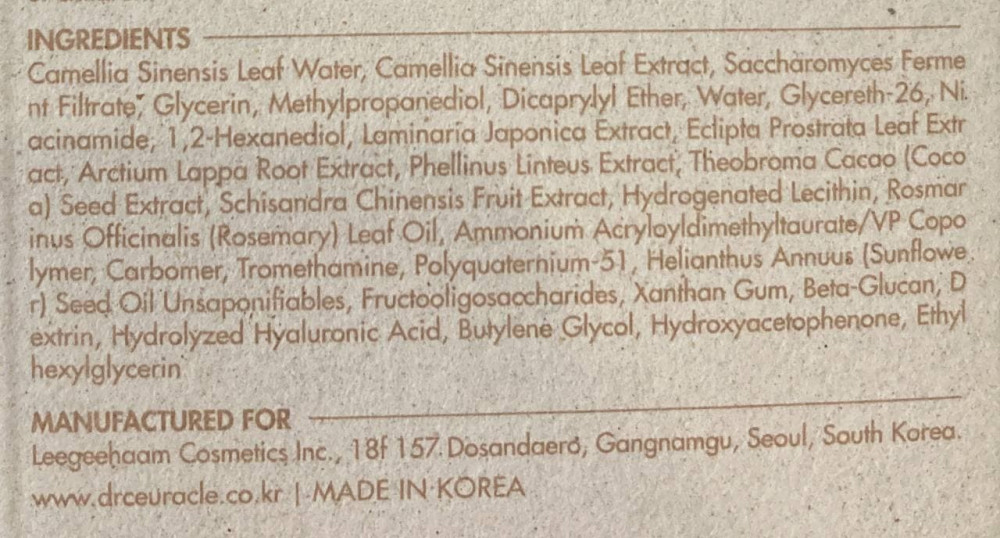 INGREDIENTS
Camellia Sinensis Leaf Water, Camellia Sinensis Leaf Extract, Saccharomyces Ferme
nt Filtrate, Glycerin, Methylpropanediol, Dicaprylyl Ether, Water, Glycereth-26, Ni
acinamide, 1,2-Hexanediol, Laminaria Japonica Extract, Eclipta Prostrata Leaf Extr
act, Arctium Lappa Root Extract, Phellinus Linteus Extract, Theobroma Cacao (Coco
a) Seed Extract, Schisandra Chinensis Fruit Extract, Hydrogenated Lecithin, Rosmar
inus Officinalis (Rosemary) Leaf Oil, Ammonium Acryloyldimethyltaurate/VP Copo
lymer, Carbomer, Tromethamine, Polyquaternium-51, Helianthus Annuus (Sunflowe
r) Seed Oil Unsaponifiables, Fructooligosaccharides, Xanthan Gum, Beta-Glucan, D
extrin, Hydrolyzed Hyaluronic Acid, Butylene Glycol, Hydroxyacetophenone, Ethyl
hexylglycerin
MANUFACTURED FOR
Leegeehaam Cosmetics Inc., 18f 157. Dosandaero, Gangnamgu, Seoul, South Korea.
www.drceuracle.co.kr | MADE IN KOREA